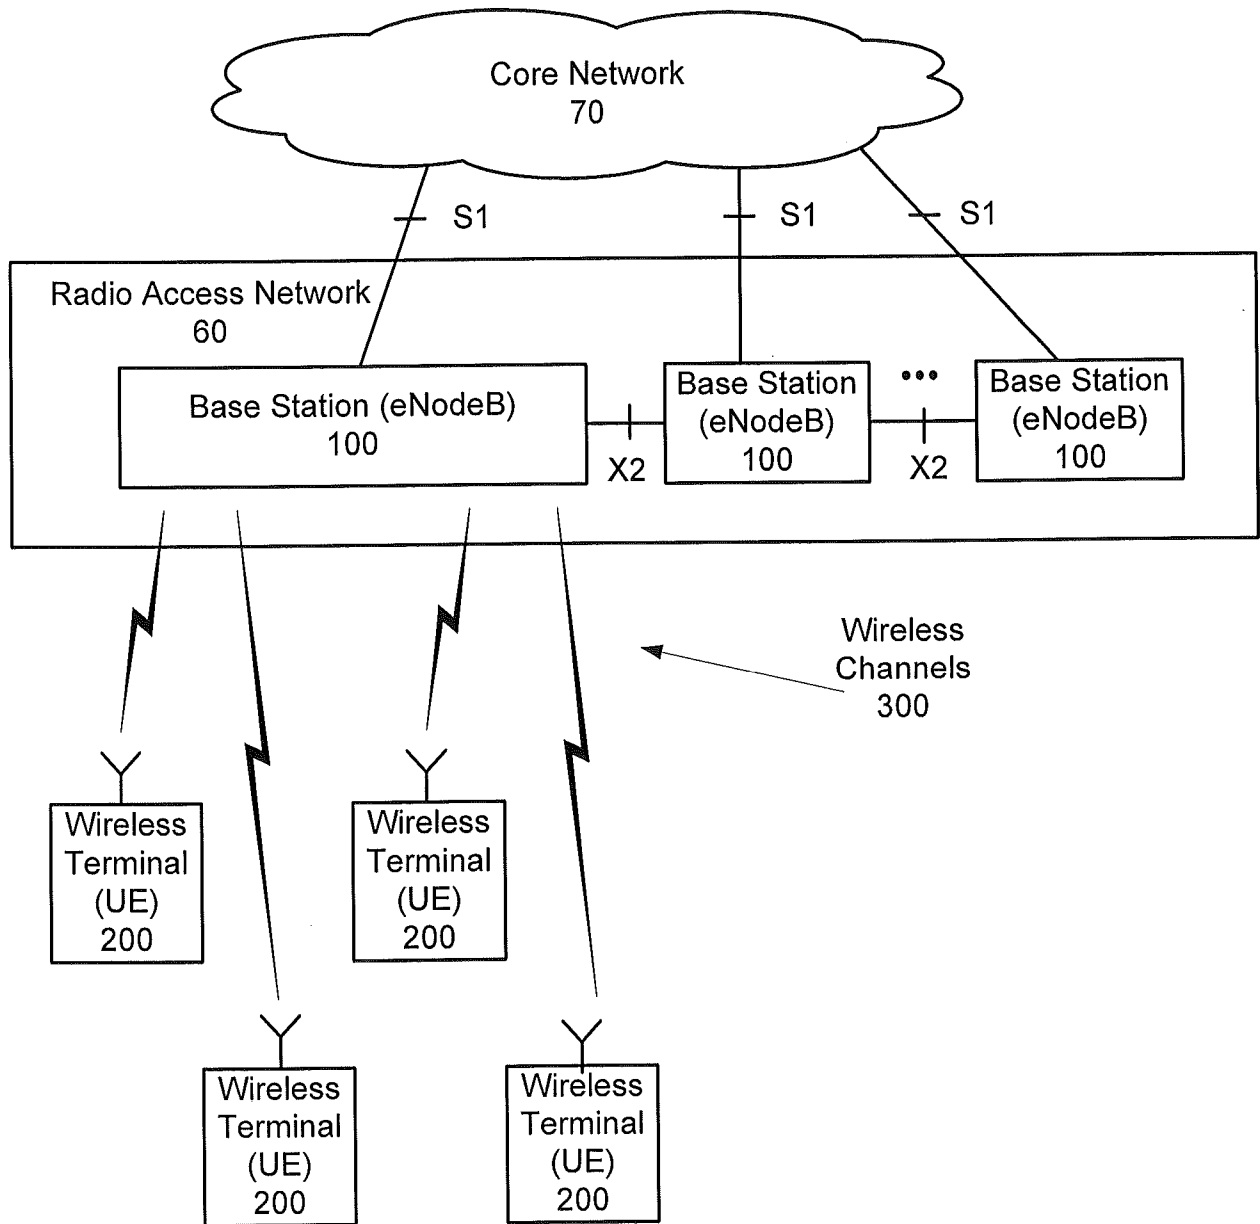 Core Network
70
S1
S1
S1
Radio Access Network
60
Base Station (eNodeB)
100
X2
Base Station
(eNodeB)
100
•••
X2
Base Station
(eNodeB)
100
Wireless
Channels
300
Wireless
Terminal
(UE)
200
Wireless
Terminal
(UE)
200
Wireless
Terminal
(UE)
200
Wireless
Terminal
(UE)
200